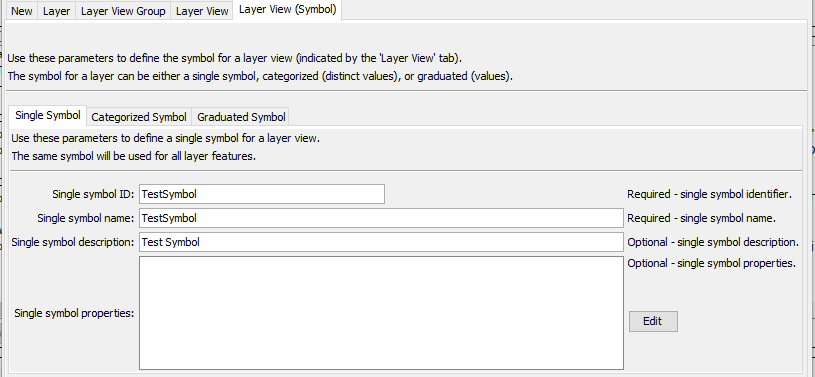 New Layer Layer View Group Layer View Layer View (Symbol)
Use these parameters to define the symbol for a layer view (indicated by the 'Layer View' tab).
The symbol for a layer can be either a single symbol, categorized (distinct values), or graduated (values).
Single Symbol Categorized Symbol Graduated Symbol
Use these parameters to define a single symbol for a layer view.
The same symbol will be used for all layer features.
Single symbol ID: TestSymbol Required - single symbol identifier.
Single symbol name: TestSymbol Required - single symbol name.
Single symbol description: Test Symbol Optional - single symbol description.
Optional - single symbol properties.
Single symbol properties: Edit